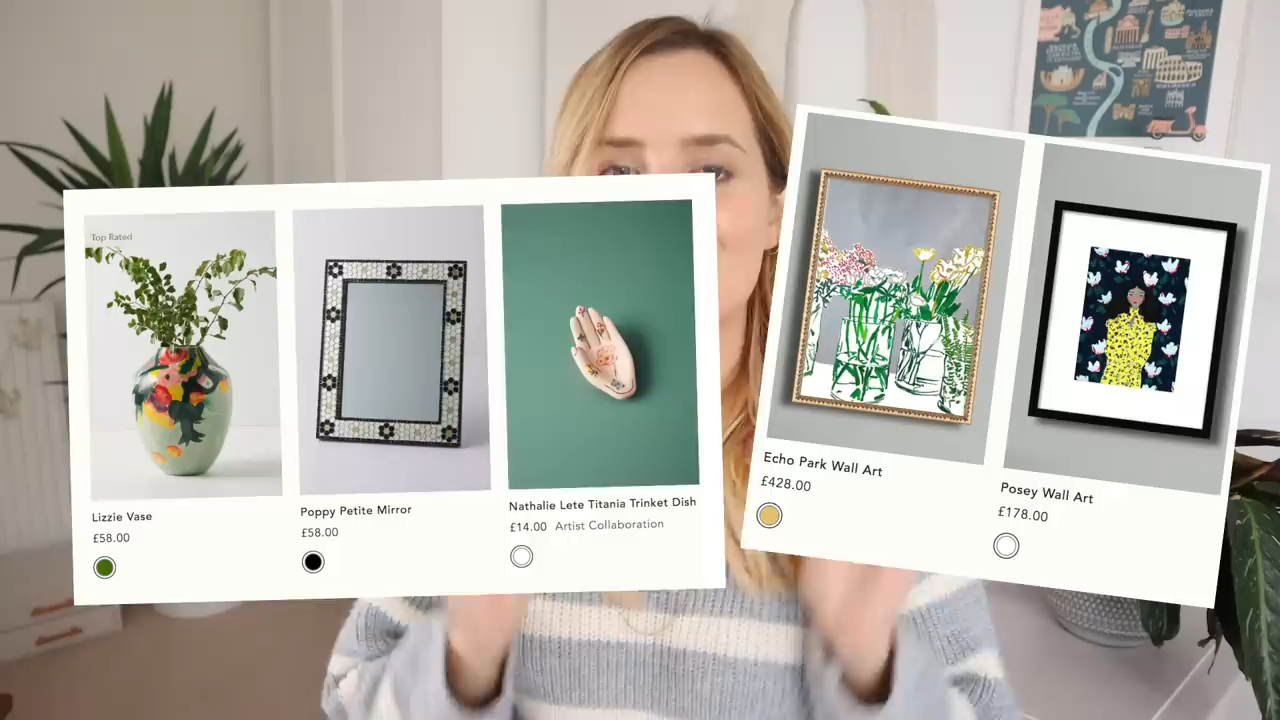 Top Rated
Lizzie Vase
£58.00
Poppy Petite Mirror
£58.00
Nathalie Lete Titania Trinket Dish
£14.00 Artist Collaboration
Echo Park Wall Art
£428.00
Posey Wall Art
£178.00